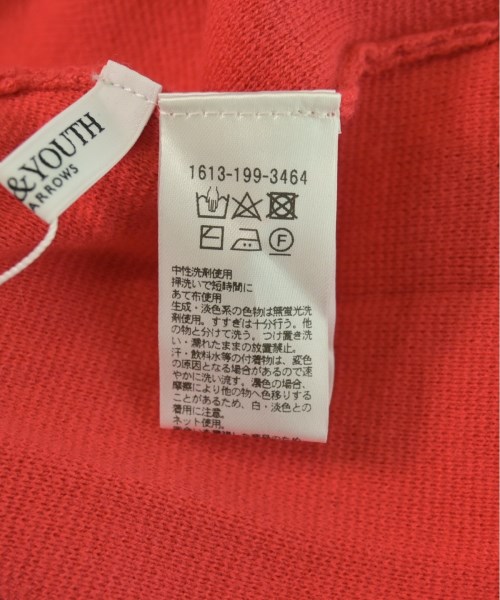 &YOUTH
ARROWS
1613-199-3464
F
中性洗剤使用
掃洗いで短時間に
あて布使用
生成・淡色系の色物は無蛍光洗
剤使用。すすぎは十分行う。他
の物と分けて洗う。つけ置き洗
い・濡れたままの放置禁止。
汗・飲料水等の付着物は、変色
の原因となる場合があるので速
やかに洗い流す。濃色の場合、
摩擦により他の物へ色移りする
ことがあるため、白・淡色との
着用に注意。
ネット使用。